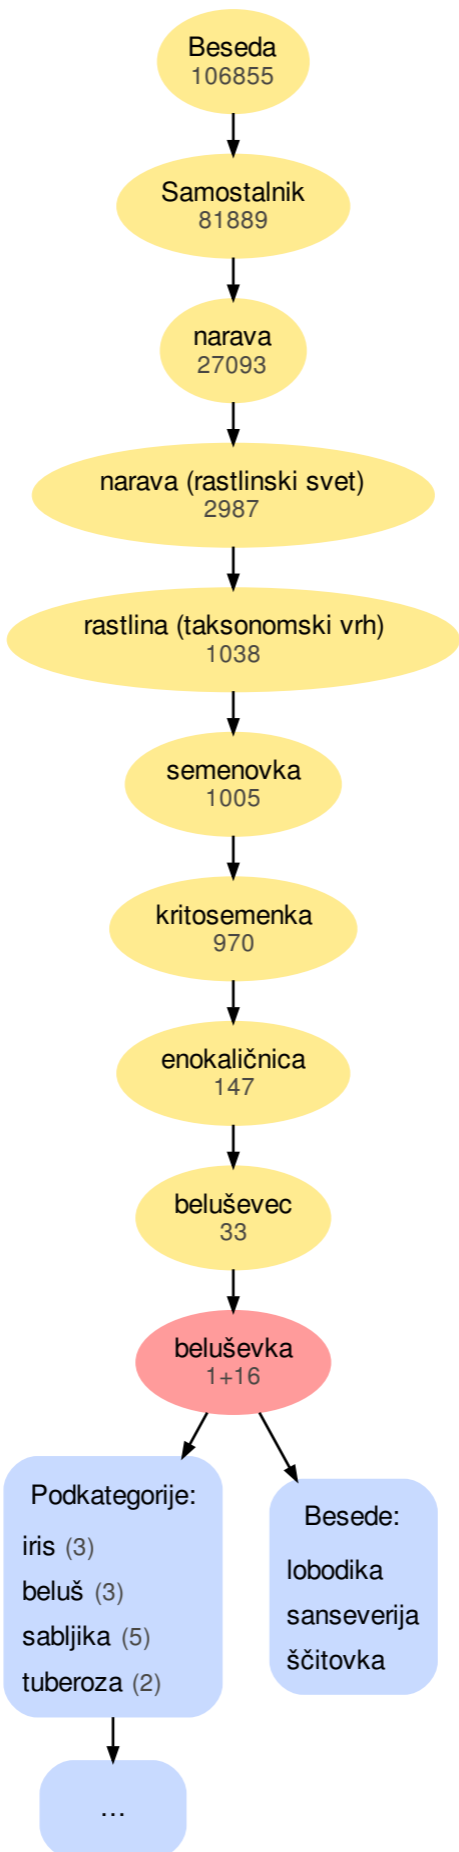 Beseda
106855
Samostalnik
81889
narava
27093
narava (rastlinski svet)
2987
rastlina (taksonomski vrh)
1038
semenovka
1005
kritosemenka
970
enokaličnica
147
beluševec
33
beluševka
1+16
Podkategorije:
iris (3)
beluš (3)
sabljika (5)
tuberoza (2)
Besede:
lobodika
sanseverija
ščitovka
...